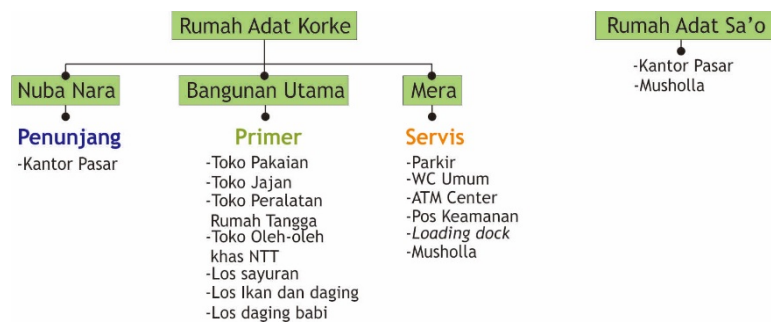 Rumah Adat Korke
Rumah Adat Sa'o
-Kantor Pasar
-Musholla
Nuba Nara
Bangunan Utama
Mera
Penunjang
-Kantor Pasar
Primer
-Toko Pakaian
-Toko Jajan
-Toko Peralatan
Rumah Tangga
-Toko Oleh-oleh
khas NTT
-Los sayuran
-Los Ikan dan daging
-Los daging babi
Servis
-Parkir
-WC Umum
-ATM Center
-Pos Keamanan
-Loading dock
-Musholla